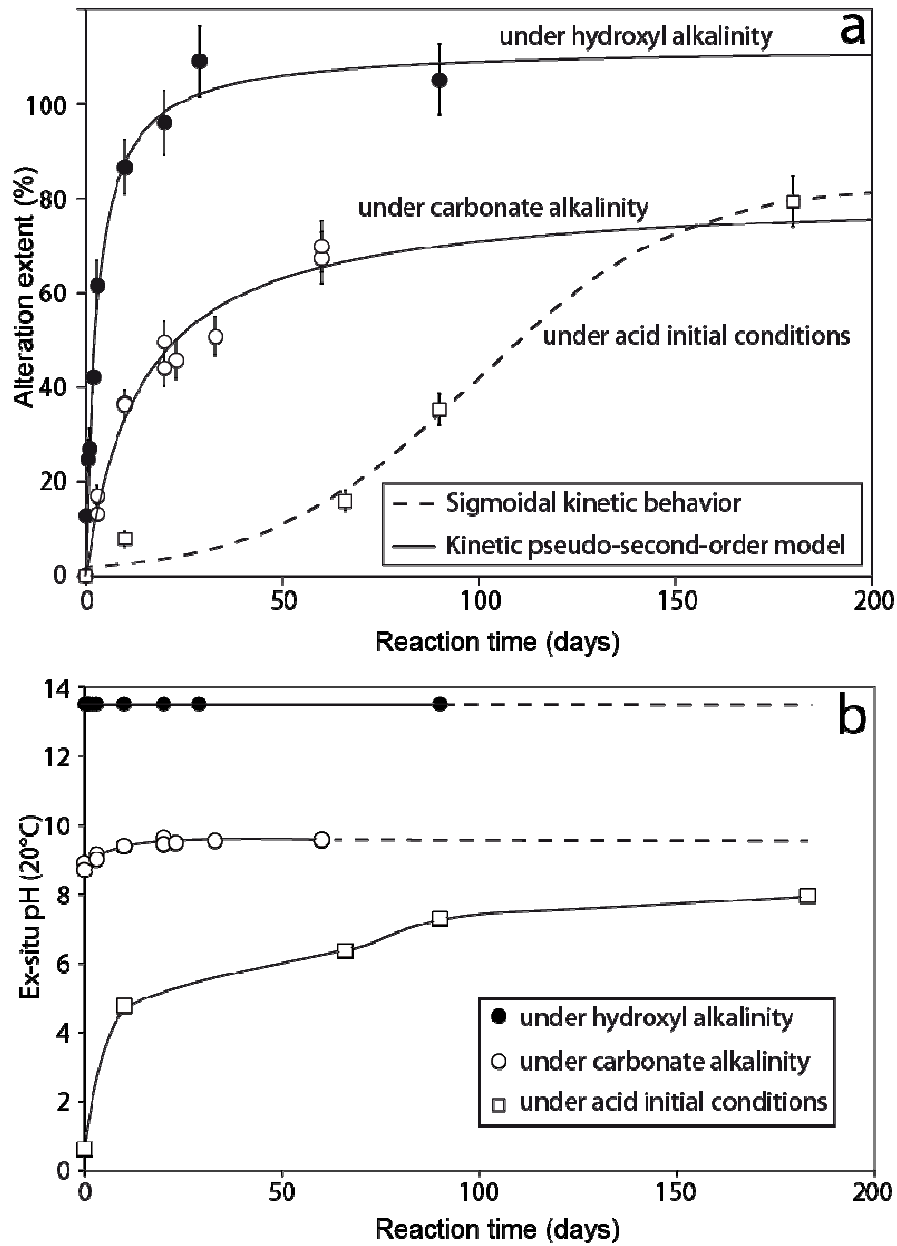 a
under hydroxyl alkalinity
100
80
under carbonate alkalinity
60
under acid initial conditions
40
20
0
Alteration extent (%)
Sigmoidal kinetic behavior
Kinetic pseudo-second-order model
0 50 100 150 200
Reaction time (days)
b
14
12
10
8
6
4
2
0
Ex-situ pH (20°C)
under hydroxyl alkalinity
under carbonate alkalinity
under acid initial conditions
0 50 100 150 200
Reaction time (days)